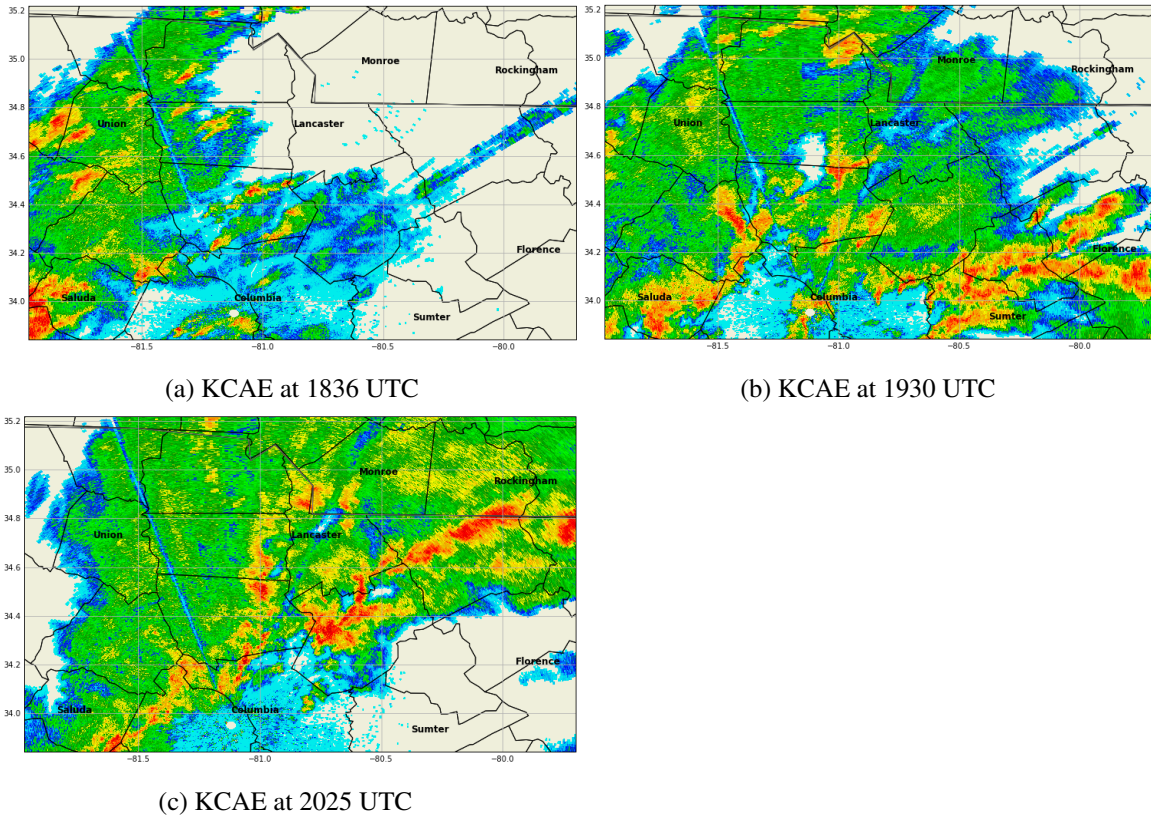 35.2
35.0
Monroe
Rockingham
34.8
Union
Lancaster
34.6
34.4
34.2
Florence
34.0
Saluda
Columbia
Sumter
−81.5
−81.0
−80.5
−80.0
(a) KCAE at 1836 UTC
35.2
35.0
Monroe
Rockingham
34.8
Union
Lancaster
34.6
34.4
34.2
Florence
34.0
Saluda
Columbia
Sumter
−81.5
−81.0
−80.5
−80.0
(b) KCAE at 1930 UTC
35.2
35.0
Monroe
Rockingham
34.8
Union
Lancaster
34.6
34.4
34.2
Florence
34.0
Saluda
Columbia
Sumter
−81.5
−81.0
−80.5
−80.0
(c) KCAE at 2025 UTC